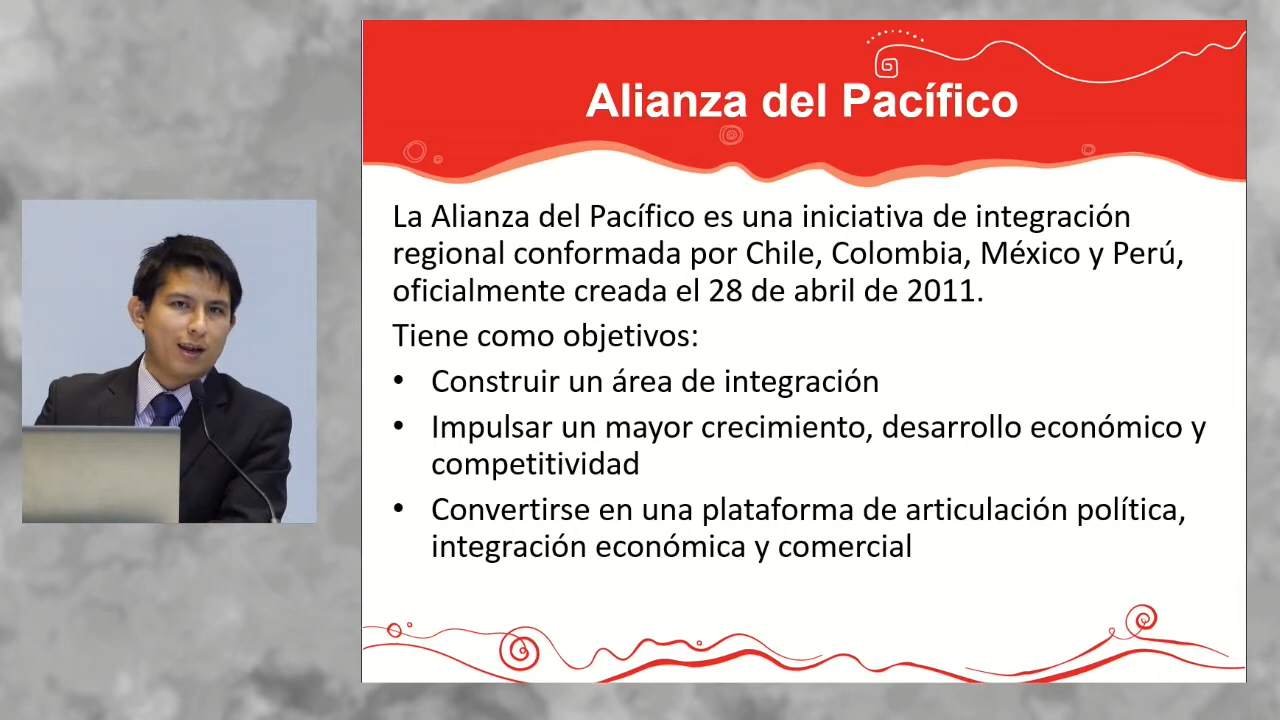 Alianza del Pacífico
La Alianza del Pacífico es una iniciativa de integración
regional conformada por Chile, Colombia, México y Perú,
oficialmente creada el 28 de abril de 2011.
Tiene como objetivos:
• Construir un área de integración
• Impulsar un mayor crecimiento, desarrollo económico y
competitividad
• Convertirse en una plataforma de articulación política,
integración económica y comercial